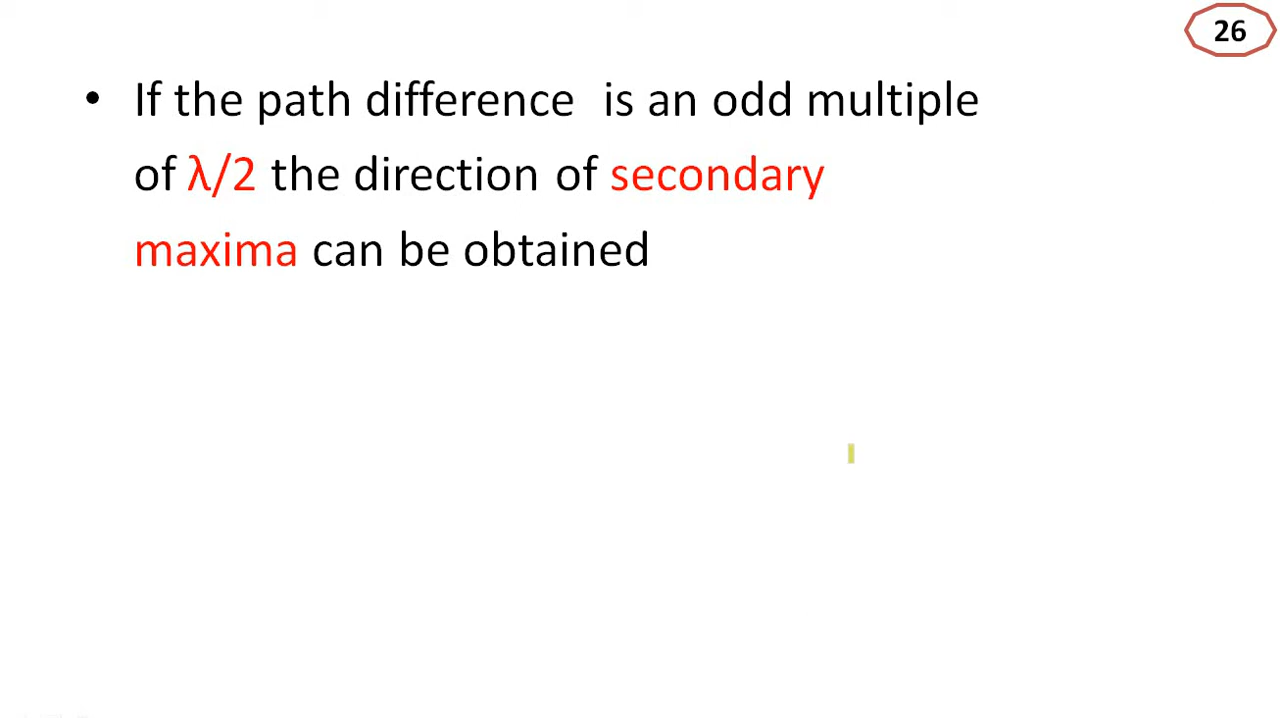 26
• If the path difference is an odd multiple
of λ/2 the direction of secondary
maxima can be obtained